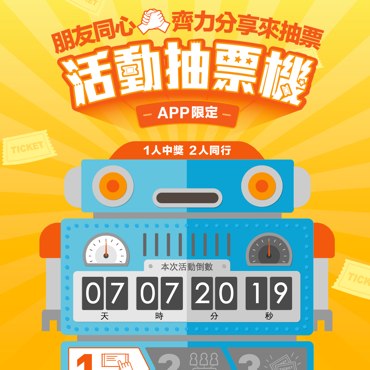 朋友同心 齊力分享來抽票
活動抽票機
APP限定
1人中獎 2人同行
TICKET
本次活動倒數
07 07 20 19
天 時 分 秒
1 2 3